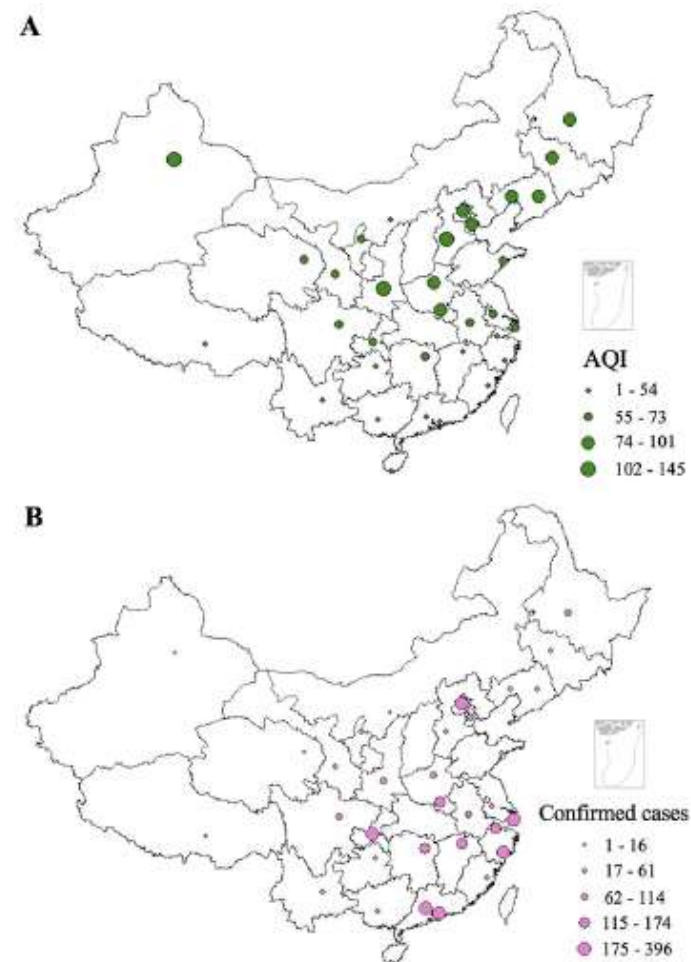 A
AQI
1 - 54
55 - 73
74 - 101
102 - 145
B
Confirmed cases
1 - 16
17 - 61
62 - 114
115 - 174
175 - 396